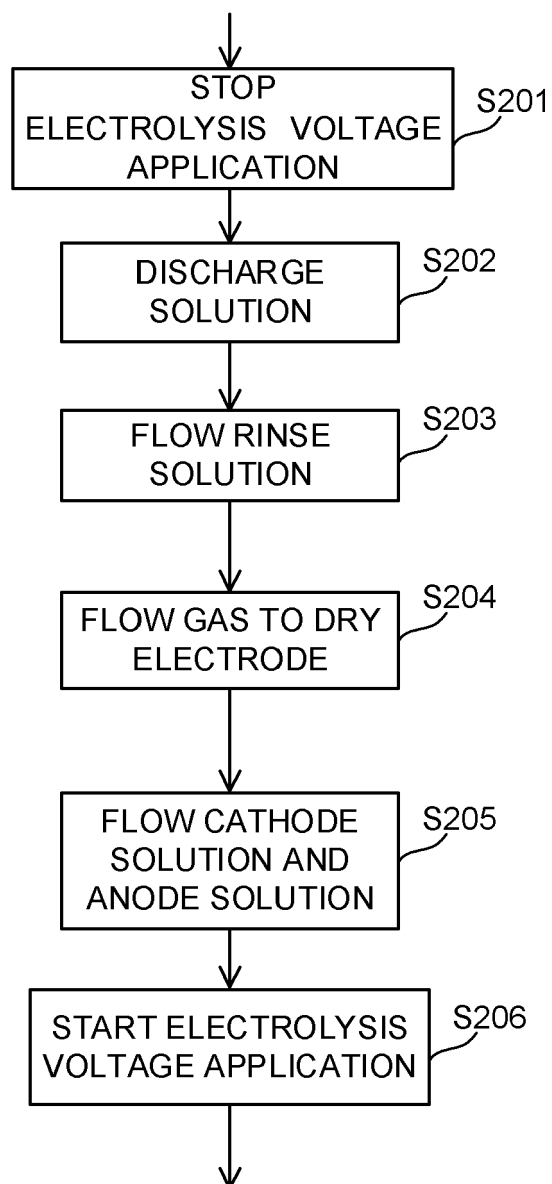 STOP
ELECTROLYSIS VOLTAGE
APPLICATION
S201
DISCHARGE
SOLUTION
S202
FLOW RINSE
SOLUTION
S203
FLOW GAS TO DRY
ELECTRODE
S204
FLOW CATHODE
SOLUTION AND
ANODE SOLUTION
S205
START ELECTROLYSIS
VOLTAGE APPLICATION
S206